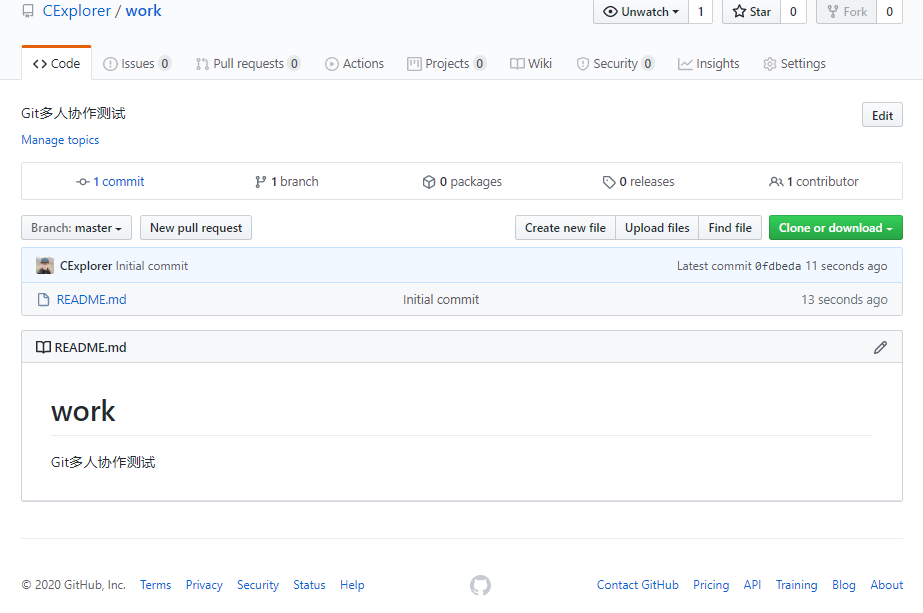 CExplorer / work Unwatch 1 Star 0 Fork 0
Code Issues 0 Pull requests 0 Actions Projects 0 Wiki Security 0 Insights Settings
Git多人协作测试 Edit
Manage topics
1 commit 1 branch 0 packages 0 releases 1 contributor
Branch: master New pull request Create new file Upload files Find file Clone or download
CExplorer Initial commit Latest commit 0fdbeda 11 seconds ago
README.md Initial commit 13 seconds ago
README.md
work
Git多人协作测试
© 2020 GitHub, Inc. Terms Privacy Security Status Help Contact GitHub Pricing API Training Blog About